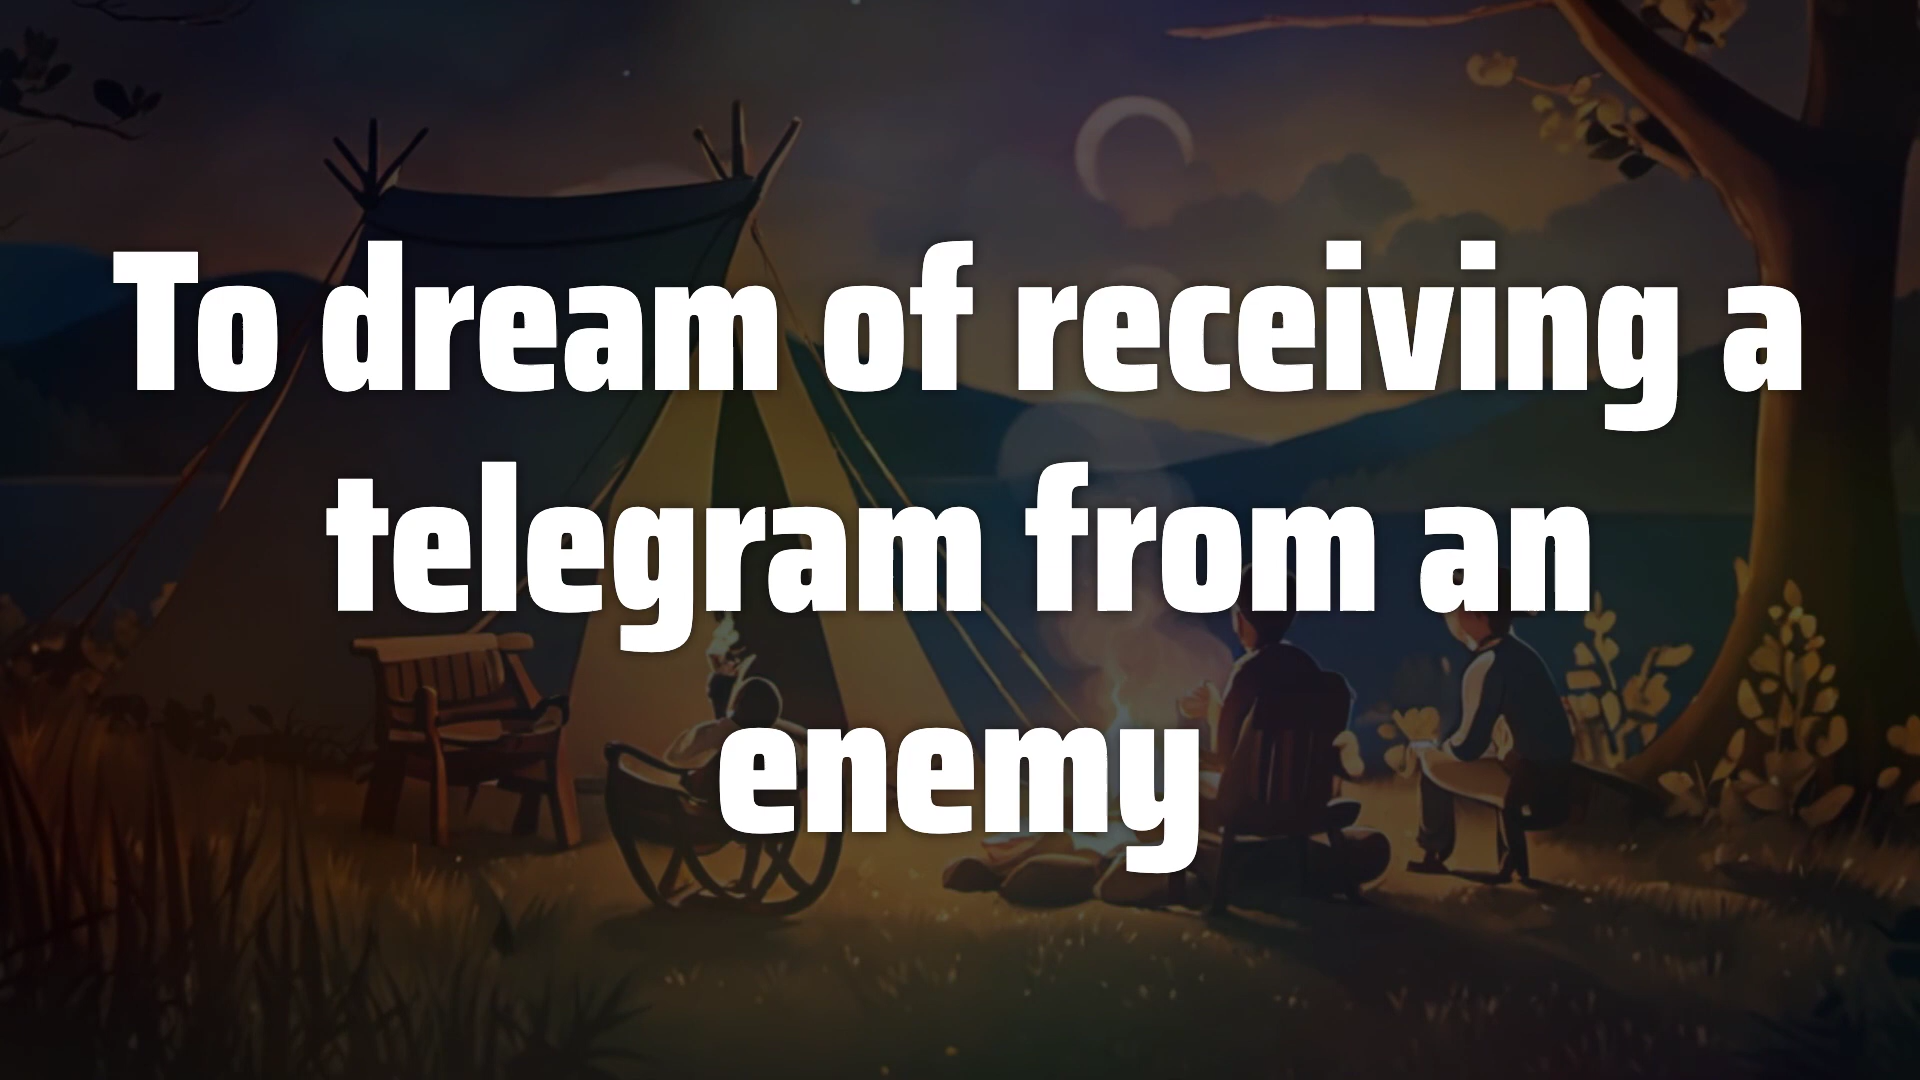 To dream of receiving a
telegram from an
enemy